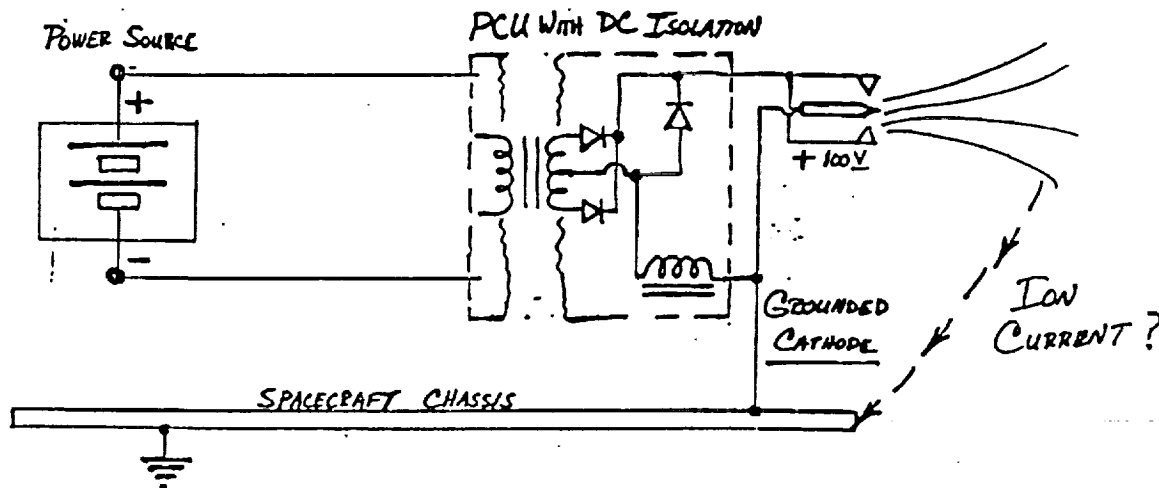 POWER SOURCE
PCU WITH DC ISOLATION
+
-
+ 100V
GROUNDED
CATHODE
ION
CURRENT ?
SPACECRAFT CHASSIS